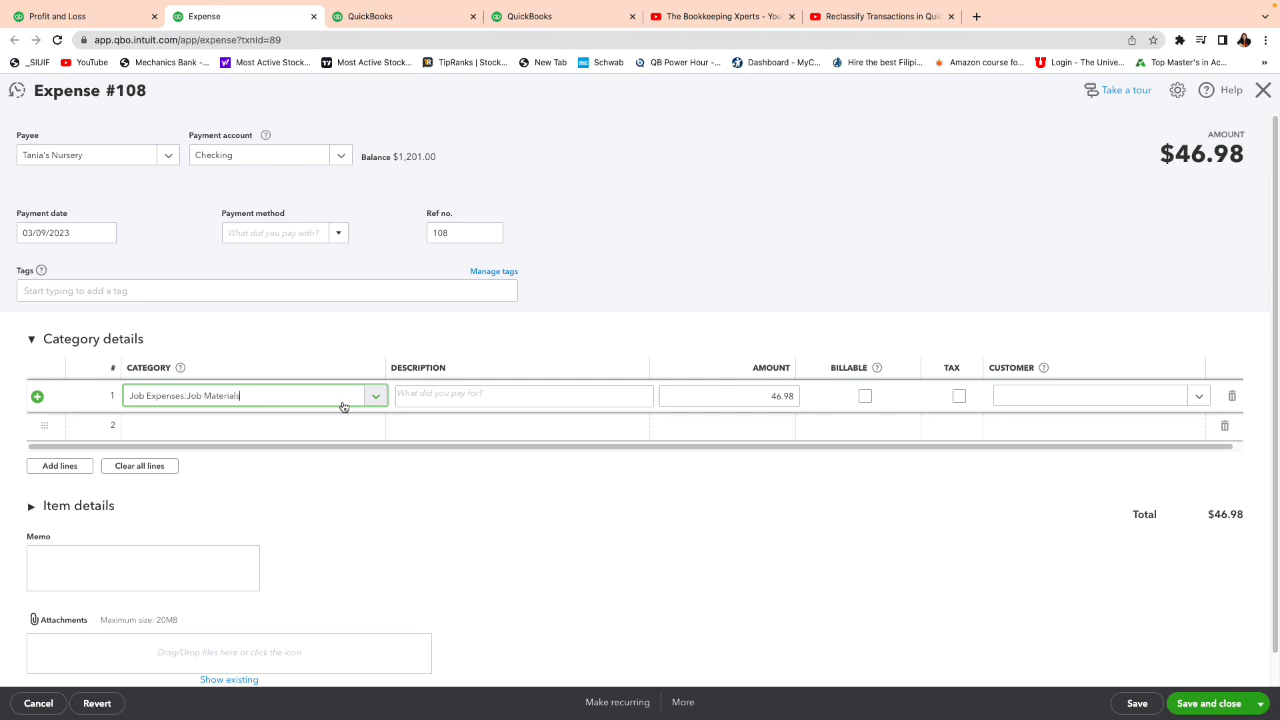 Profit and Loss
Expense
QuickBooks
QuickBooks
The Bookkeeping Xperts - You
Reclassify Transactions in Quic
app.qbo.intuit.com/app/expense?txnId=89
_SIUIF
YouTube
Mechanics Bank -...
Most Active Stock...
Most Active Stock...
TipRanks | Stock...
New Tab
Schwab
QB Power Hour -...
Dashboard - MyC...
Hire the best Filipi...
Amazon course fo...
Login - The Unive...
Top Master's in Ac...
»
Expense #108
Take a tour
Help
Payee
Payment account
AMOUNT
Tania's Nursery
Checking
Balance $1,201.00
$46.98
Payment date
Payment method
Ref no.
03/09/2023
What did you pay with?
108
Tags
Manage tags
Start typing to add a tag
Category details
# CATEGORY DESCRIPTION AMOUNT BILLABLE TAX CUSTOMER
1 Job Expenses:Job Materials What did you pay for? 46.98
2
Add lines
Clear all lines
Item details
Total $46.98
Memo
Attachments Maximum size: 20MB
Drag/Drop files here or click the icon
Show existing
Cancel
Revert
Make recurring
More
Save
Save and close